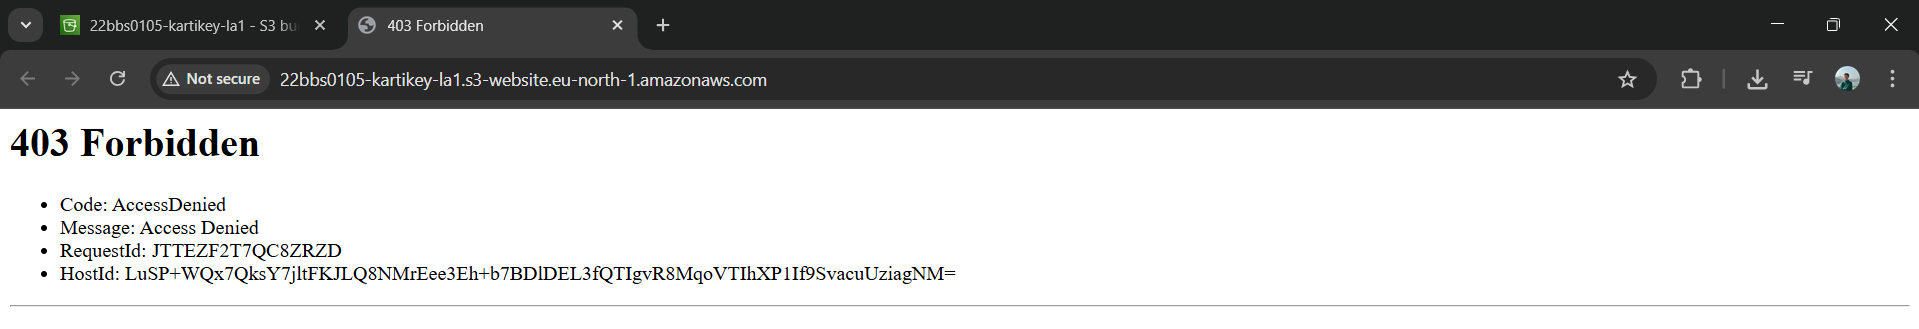 22bbs0105-kartikey-la1 - S3 bu
403 Forbidden
Not secure
22bbs0105-kartikey-la1.s3-website.eu-north-1.amazonaws.com
403 Forbidden
Code: AccessDenied
Message: Access Denied
RequestId: JTTEZF2T7QC8ZRZD
HostId: LuSP+WQx7QksY7jltFKJLQ8NMrEee3Eh+b7BDlDEL3fQTIgvR8MqoVTIhXP1If9SvacuUziagNM=